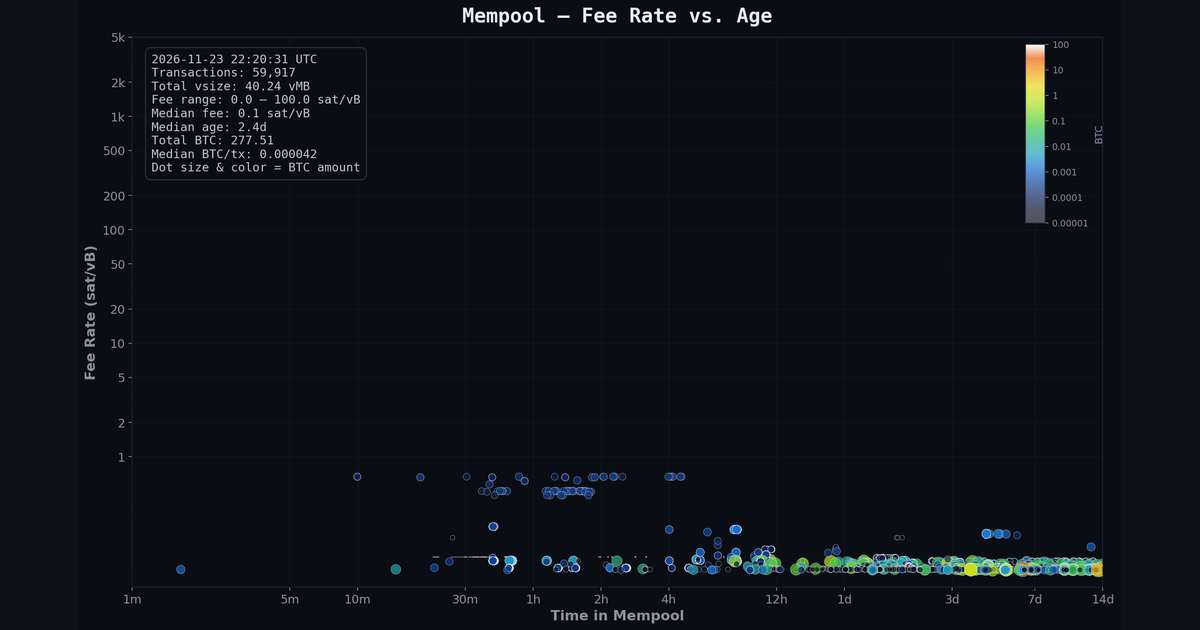 Mempool — Fee Rate vs. Age
2026-11-23 22:20:31 UTC
Transactions: 59,917
Total vsize: 40.24 vMB
Fee range: 0.0 — 100.0 sat/vB
Median fee: 0.1 sat/vB
Median age: 2.4d
Total BTC: 277.51
Median BTC/tx: 0.000042
Dot size & color = BTC amount
100
10
1
0.1
0.01
0.001
0.0001
0.00001
BTC
Fee Rate (sat/vB)
5k
2k
1k
500
200
100
50
20
10
5
2
1
1m 5m 10m 30m 1h 2h 4h 12h 1d 3d 7d 14d
Time in Mempool